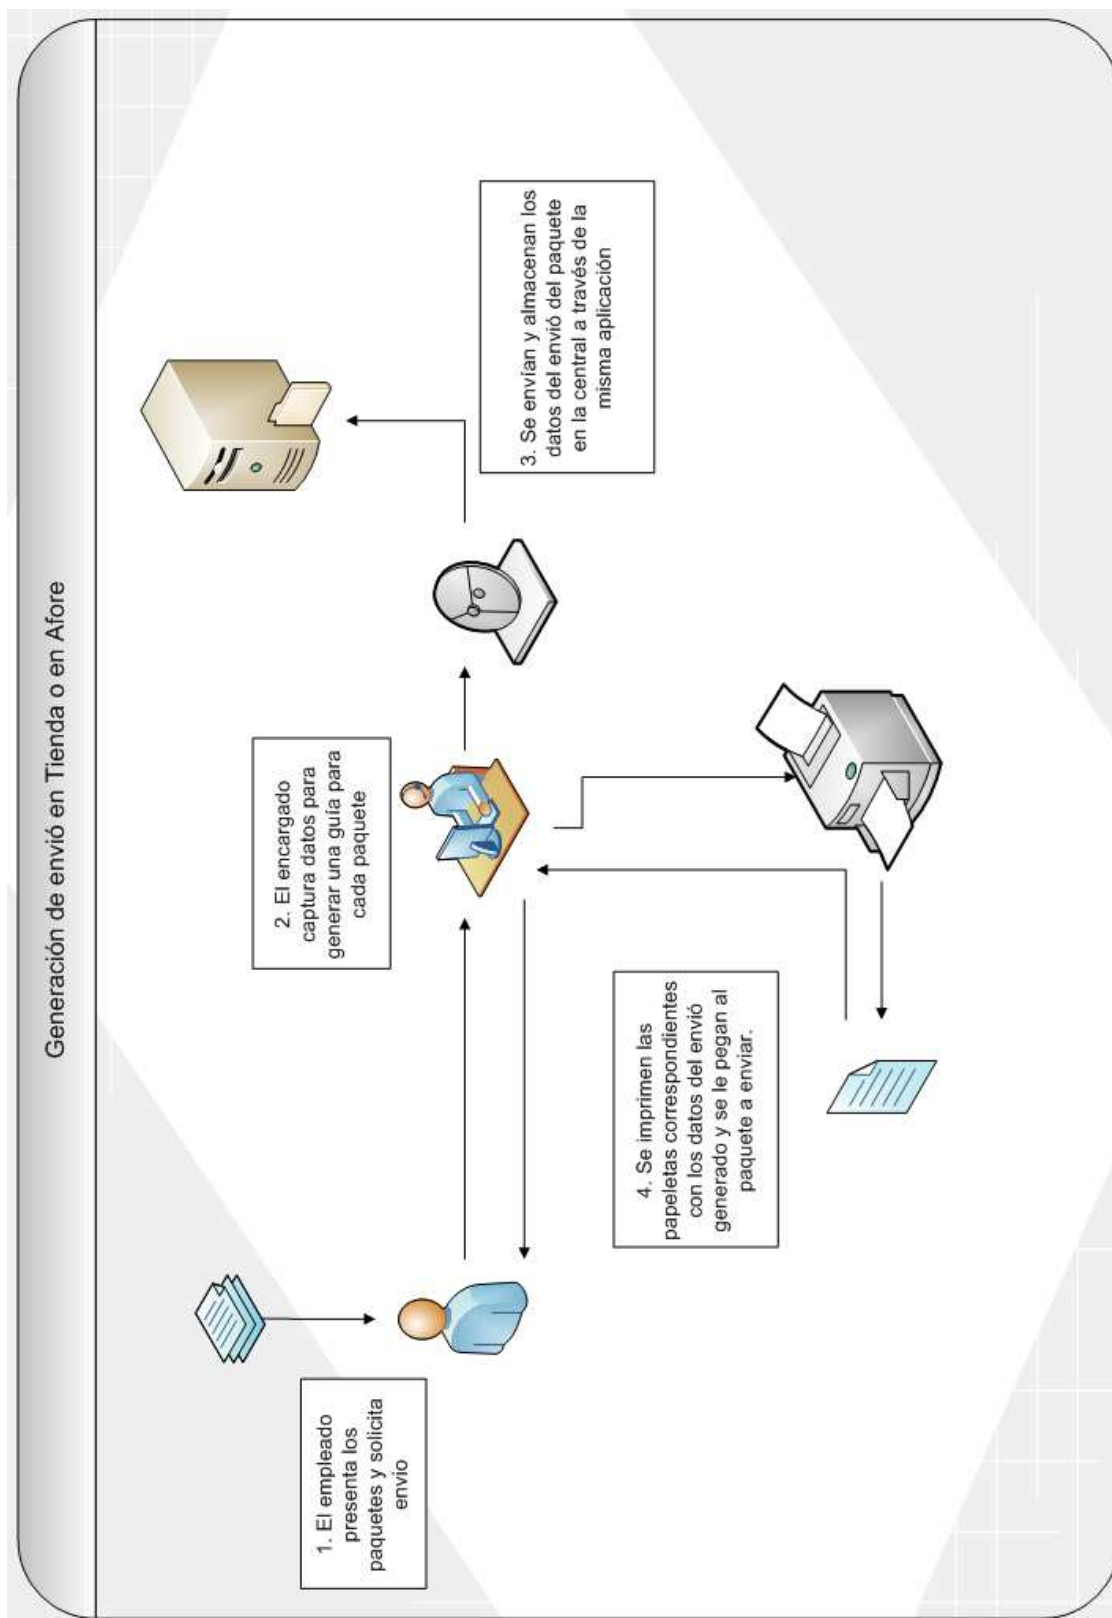 Generación de envió en Tienda o en Afore
1. El empleado
presenta los
paquetes y solicita
envio
2. El encargado
captura datos para
generar una guía para
cada paquete
3. Se envían y almacenan los
datos del envió del paquete
en la central a través de la
misma aplicación
4. Se imprimen las
papeletas correspondientes
con los datos del envió
generado y se le pegan al
paquete a enviar.